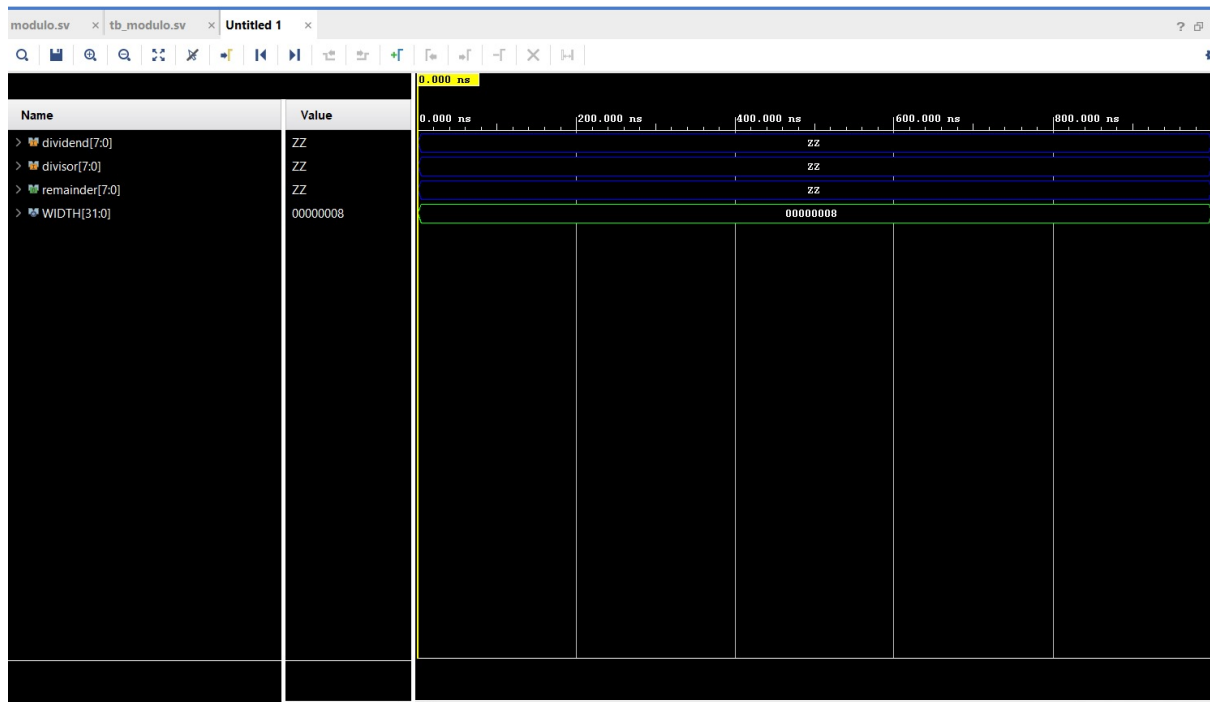 modulo.sv × tb_modulo.sv × Untitled 1 ×
?
0.000 ns
Name Value
0.000 ns 200.000 ns 400.000 ns 600.000 ns 800.000 ns
> dividend[7:0] ZZ ZZ
> divisor[7:0] ZZ ZZ
> remainder[7:0] ZZ ZZ
> WIDTH[31:0] 00000008 00000008